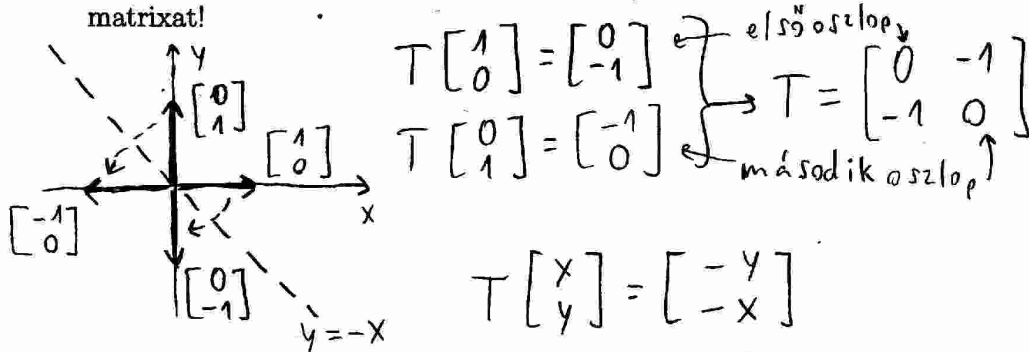 matrixat!
y
[0 1]
[1 0]
x
[-1 0]
[0 -1]
y = -x
T [1 0] = [0 -1] első oszlop
T [0 1] = [-1 0] második oszlop
T = [0 -1
-1 0]
T [x y] = [-y -x]